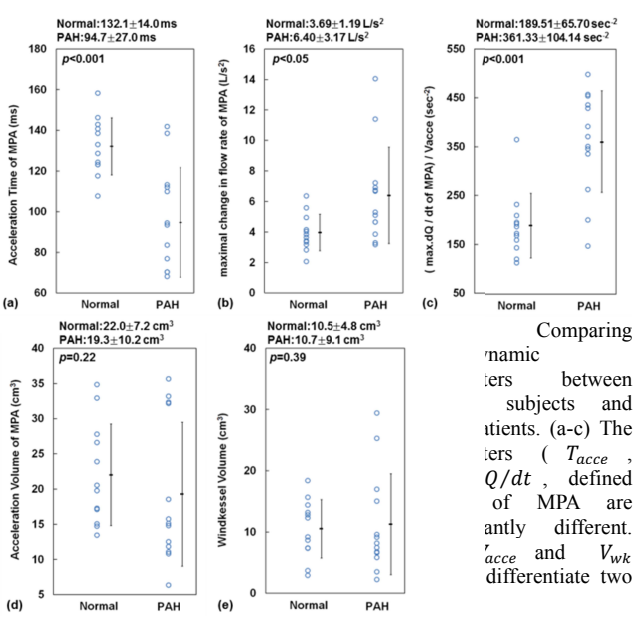 Normal:132.1±14.0 ms
PAH:94.7±27.0 ms
p<0.001
180
160
140
120
100
80
60
Acceleration Time of MPA (ms)
(a)
Normal
PAH
Normal:3.69±1.19 L/s²
PAH:6.40±3.17 L/s²
p<0.05
16
14
12
10
8
6
4
2
0
maximal change in flow rate of MPA (L/s²)
(b)
Normal
PAH
Normal:189.51±65.70 sec⁻²
PAH:361.33±104.14 sec⁻²
p<0.001
550
450
350
250
150
50
( max.dQ / dt of MPA) / Vacce (sec⁻²)
(c)
Normal
PAH
Normal:22.0±7.2 cm³
PAH:19.3±10.2 cm³
p=0.22
40
35
30
25
20
15
10
5
Acceleration Volume of MPA (cm³)
(d)
Normal
PAH
Normal:10.5±4.8 cm³
PAH:10.7±9.1 cm³
p=0.39
40
30
20
10
0
Windkessel Volume (cm³)
(e)
Normal
PAH
Comparing
ynamic
ters between
subjects and
atients. (a-c) The
ters ( T_acce ,
Q/dt , defined
of MPA are
antly different.
V_acce and V_wk
differentiate two